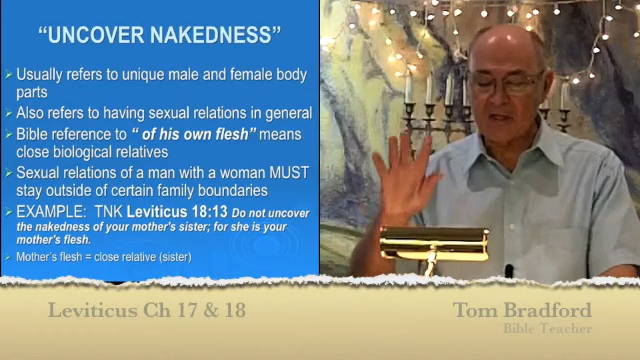 “UNCOVER NAKEDNESS”
Usually refers to unique male and female body
parts
Also refers to having sexual relations in general
Bible reference to “ of his own flesh” means
close biological relatives
Sexual relations of a man with a woman MUST
stay outside of certain family boundaries
EXAMPLE: TNK Leviticus 18:13 Do not uncover
the nakedness of your mother's sister; for she is your
mother's flesh.
Mother's flesh = close relative (sister)
Leviticus Ch 17 & 18
Tom Bradford
Bible Teacher